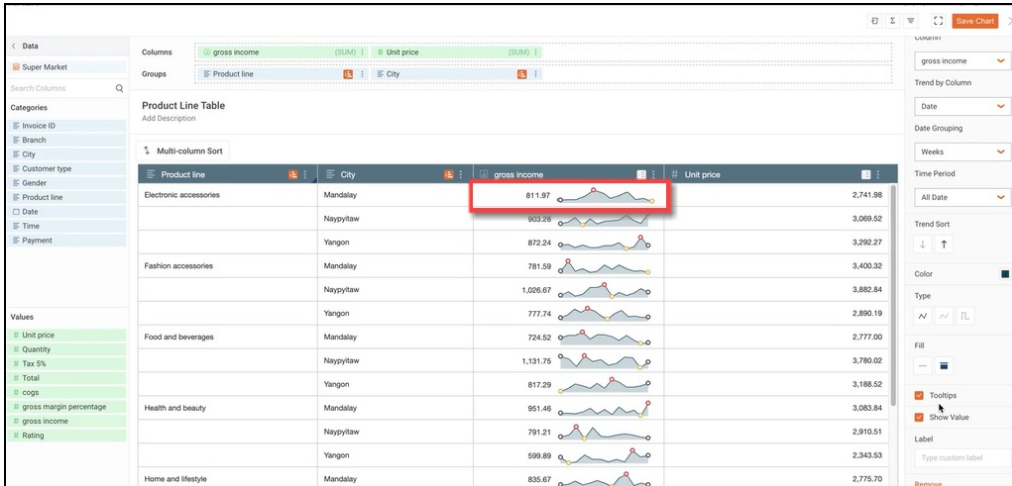 Save Chart
Data
Super Market
Search Columns
Categories
Invoice ID
Branch
City
Customer type
Gender
Product line
Date
Time
Payment
Values
# Unit price
# Quantity
# Tax 5%
# Total
# cogs
# gross margin percentage
# gross income
# Rating
Columns
gross income (SUM)
# Unit price (SUM)
Groups
Product line
City
Product Line Table
Add Description
Multi-column Sort
Product line City gross income # Unit price
Electronic accessories Mandalay 811.97 2,741.98
Naypyitaw 903.28 3,069.52
Yangon 872.24 3,292.27
Fashion accessories Mandalay 781.59 3,400.32
Naypyitaw 1,026.67 3,882.84
Yangon 777.74 2,890.19
Food and beverages Mandalay 724.52 2,777.00
Naypyitaw 1,131.75 3,780.02
Yangon 817.29 3,188.52
Health and beauty Mandalay 951.46 3,083.84
Naypyitaw 791.21 2,910.51
Yangon 599.89 2,343.53
Home and lifestyle Mandalay 835.67 2,775.70
Column
gross income
Trend by Column
Date
Date Grouping
Weeks
Time Period
All Date
Trend Sort
Color
Type
Fill
Tooltips
Show Value
Label
Type custom label
Remove